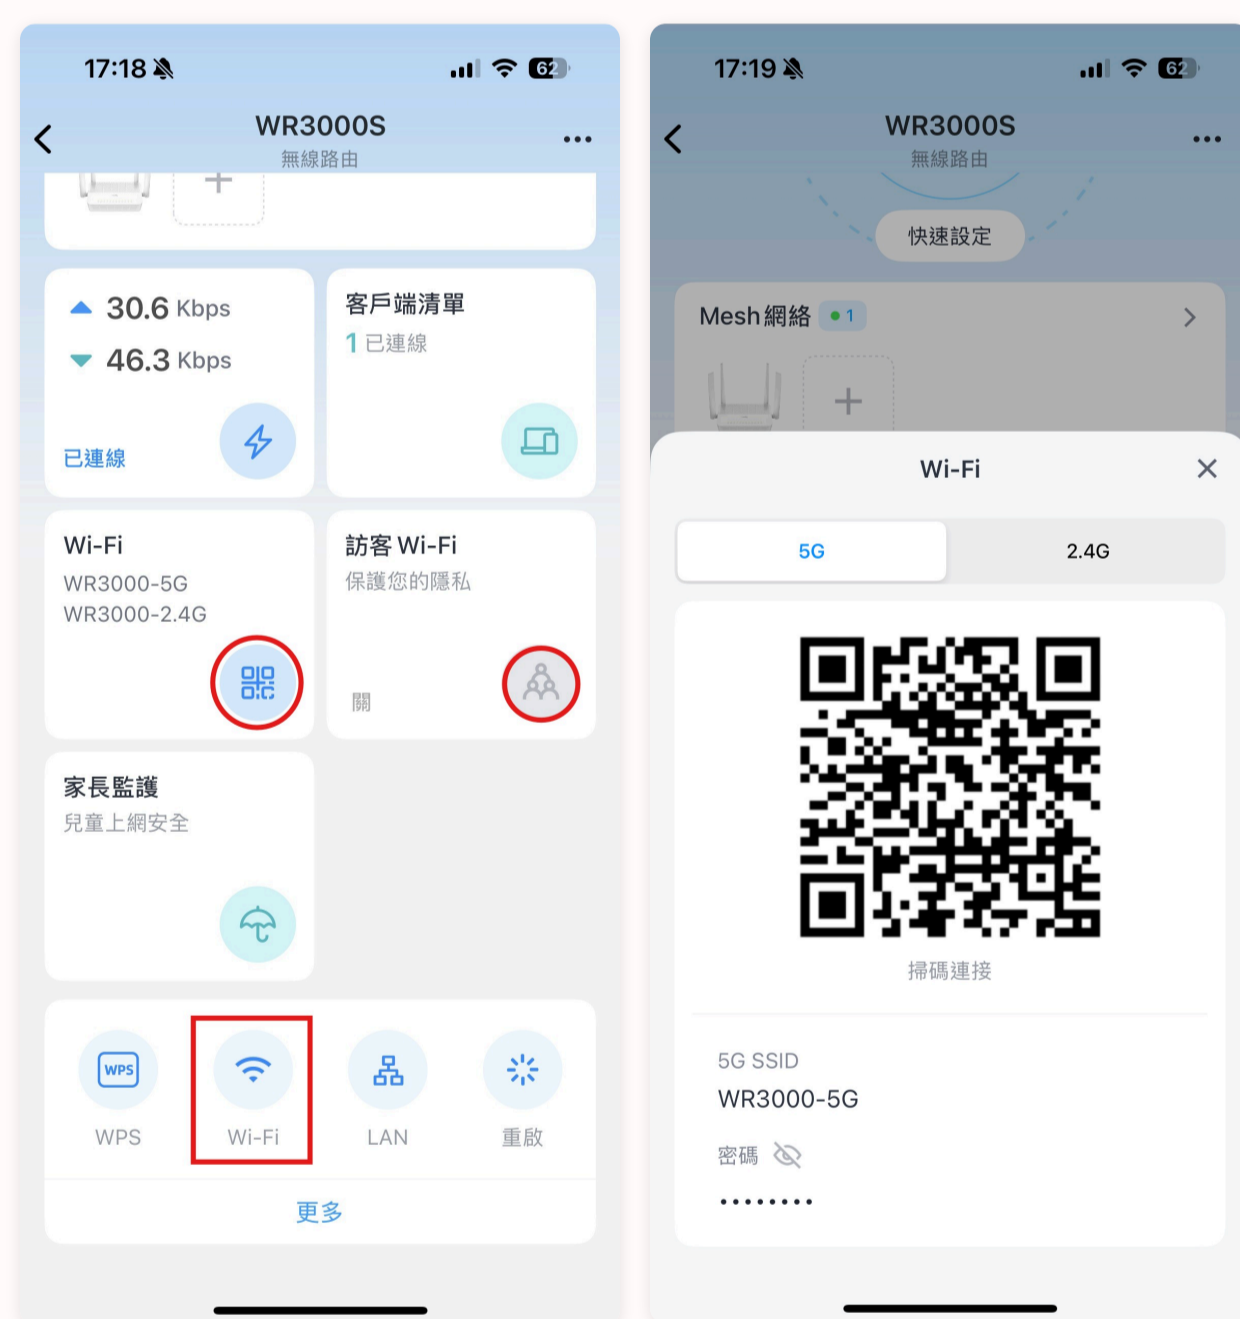 17:18
62
WR3000S
無線路由
30.6 Kbps
46.3 Kbps
已連線
客戶端清單
1 已連線
Wi-Fi
WR3000-5G
WR3000-2.4G
訪客 Wi-Fi
保護您的隱私
關
家長監護
兒童上網安全
WPS
WPS
Wi-Fi
LAN
重啟
更多
17:19
62
WR3000S
無線路由
快速設定
Mesh 網絡 1
Wi-Fi
5G
2.4G
掃碼連接
5G SSID
WR3000-5G
密碼
••••••••